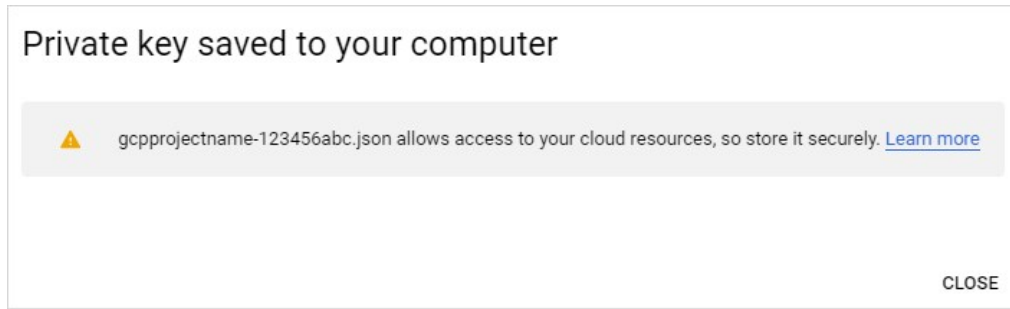 Private key saved to your computer
gcpprojectname-123456abc.json allows access to your cloud resources, so store it securely. Learn more
CLOSE